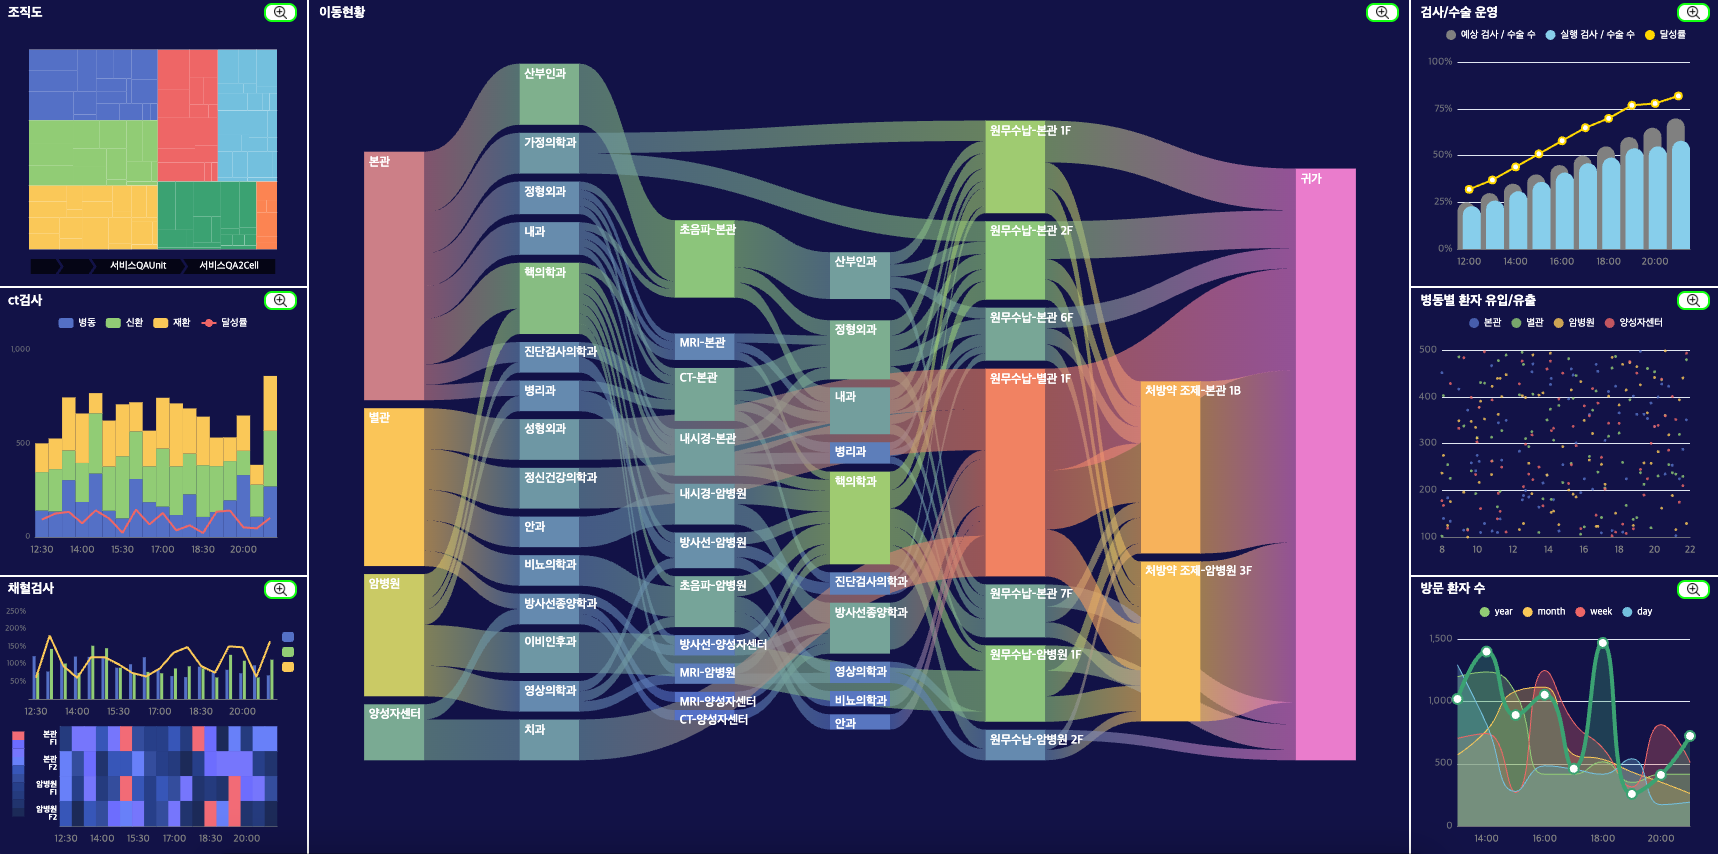 조직도
서비스QAUnit
서비스QA2Cell
ct검사
병동
신환
재환
달성률
1,000
500
0
12:30
14:00
15:30
17:00
18:30
20:00
채혈검사
250%
200%
150%
100%
50%
12:30
14:00
15:30
17:00
18:30
20:00
본관
F1
본관
F2
암병원
F1
암병원
F2
12:30
14:00
15:30
17:00
18:30
20:00
이동현황
본관
별관
암병원
양성자센터
산부인과
가정의학과
정형외과
내과
핵의학과
진단검사의학과
병리과
성형외과
정신건강의학과
안과
비뇨의학과
방사선종양학과
이비인후과
영상의학과
치과
초음파-본관
MRI-본관
CT-본관
내시경-본관
내시경-암병원
방사선-암병원
초음파-암병원
방사선-양성자센터
MRI-암병원
MRI-양성자센터
CT-양성자센터
산부인과
정형외과
내과
병리과
핵의학과
진단검사의학과
방사선종양학과
영상의학과
비뇨의학과
안과
원무수납-본관 1F
원무수납-본관 2F
원무수납-본관 6F
원무수납-별관 1F
원무수납-본관 7F
원무수납-암병원 1F
원무수납-암병원 2F
처방약 조제-본관 1B
처방약 조제-암병원 3F
귀가
검사/수술 운영
예상 검사 / 수술 수
실행 검사 / 수술 수
달성률
100%
75%
50%
25%
0%
12:00
14:00
16:00
18:00
20:00
병동별 환자 유입/유출
본관
별관
암병원
양성자센터
500
400
300
200
100
8
10
12
14
16
18
20
22
방문 환자 수
year
month
week
day
1,500
1,000
500
0
14:00
16:00
18:00
20:00